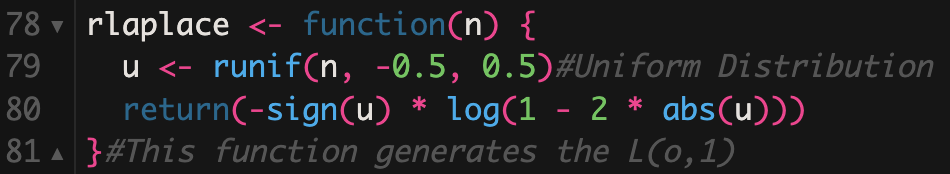 78 rlaplace <- function(n) {
79 u <- runif(n, -0.5, 0.5)#Uniform Distribution
80 return(-sign(u) * log(1 - 2 * abs(u)))
81 }#This function generates the L(o,1)